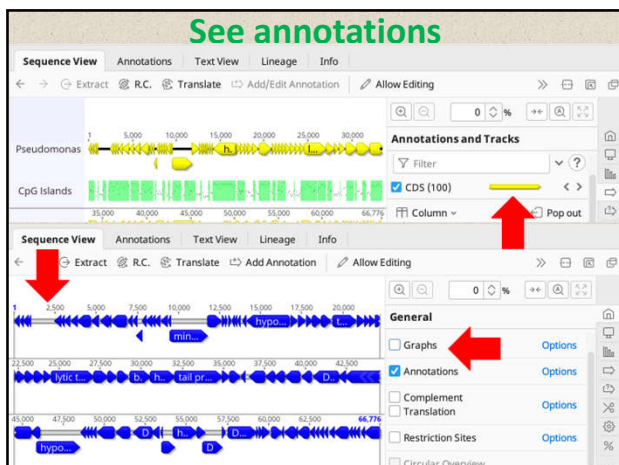 See annotations
Sequence View Annotations Text View Lineage Info
Extract R.C. Translate Add/Edit Annotation Allow Editing
0 %
1 5,000 10,000 15,000 20,000 25,000 30,000
Pseudomonas h. l...
CpG Islands
35,000 40,000 45,000 50,000 55,000 60,000 66,776
Annotations and Tracks
Filter ?
CDS (100)
Column Pop out
Sequence View Annotations Text View Lineage Info
Extract R.C. Translate Add Annotation Allow Editing
0 %
1 2,500 5,000 7,500 10,000 12,500 15,000 17,500 20,000
hypo... t...
min...
22,500 25,000 27,500 30,000 32,500 35,000 37,500 40,000 42,500
lytic t... b. h.. tail pr... D..
45,000 47,500 50,000 52,500 55,000 57,500 60,000 62,500 66,776
D h.. D...
hypo... D
General
Graphs Options
Annotations Options
Complement
Translation Options
Restriction Sites Options
Circular Overview
%